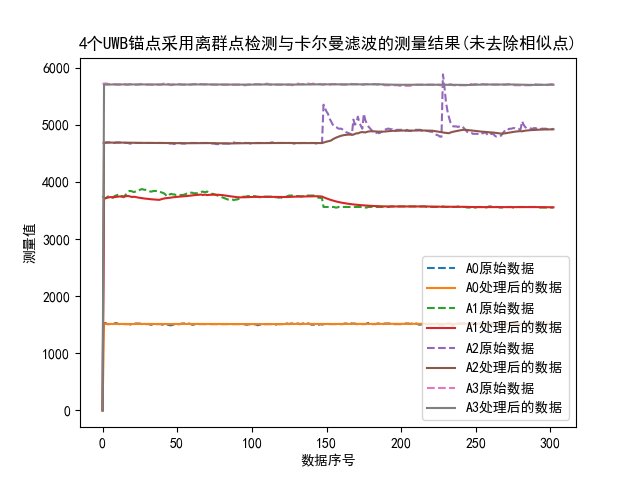 4个UWB锚点采用离群点检测与卡尔曼滤波的测量结果(未去除相似点)
6000
5000
4000
3000
2000
1000
0
测量值
0 50 100 150 200 250 300
数据序号
A0原始数据
A0处理后的数据
A1原始数据
A1处理后的数据
A2原始数据
A2处理后的数据
A3原始数据
A3处理后的数据